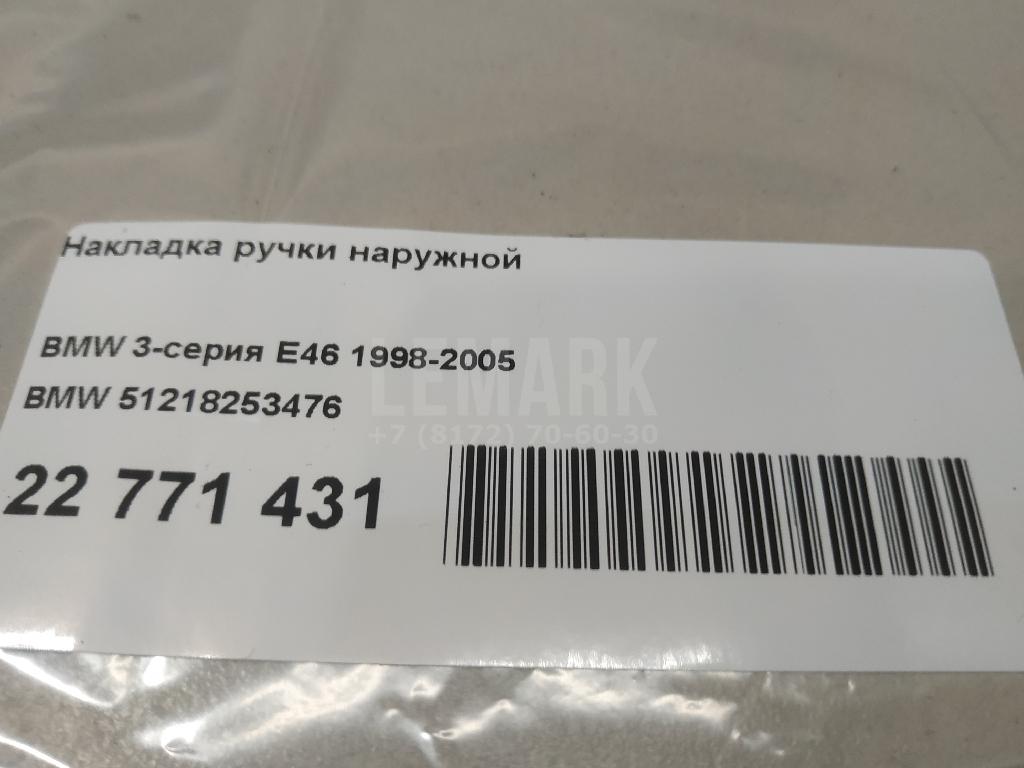 Накладка ручки наружной
BMW 3-серия E46 1998-2005
BMW 51218253476
22 771 431
LEMARK
+7 (8172) 70-60-30